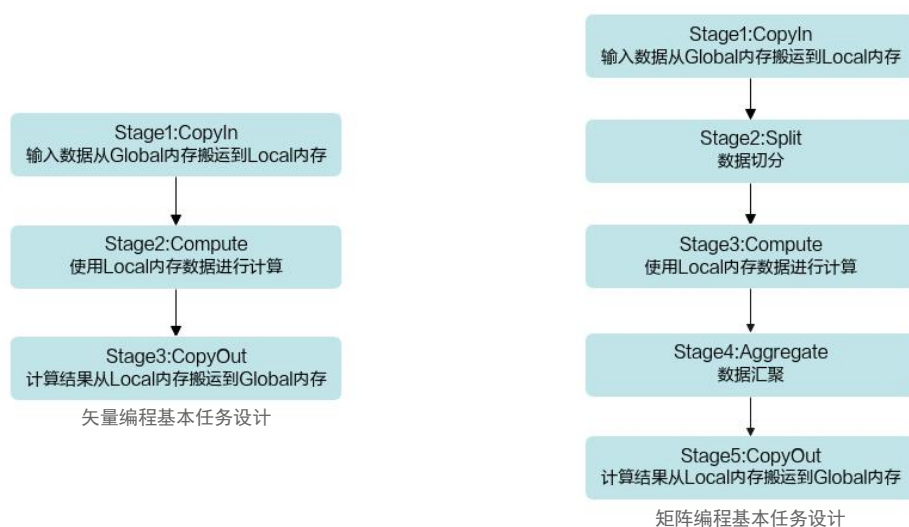 Stage1:CopyIn
输入数据从Global内存搬运到Local内存
Stage2:Compute
使用Local内存数据进行计算
Stage3:CopyOut
计算结果从Local内存搬运到Global内存
矢量编程基本任务设计
Stage1:CopyIn
输入数据从Global内存搬运到Local内存
Stage2:Split
数据切分
Stage3:Compute
使用Local内存数据进行计算
Stage4:Aggregate
数据汇聚
Stage5:CopyOut
计算结果从Local内存搬运到Global内存
矩阵编程基本任务设计